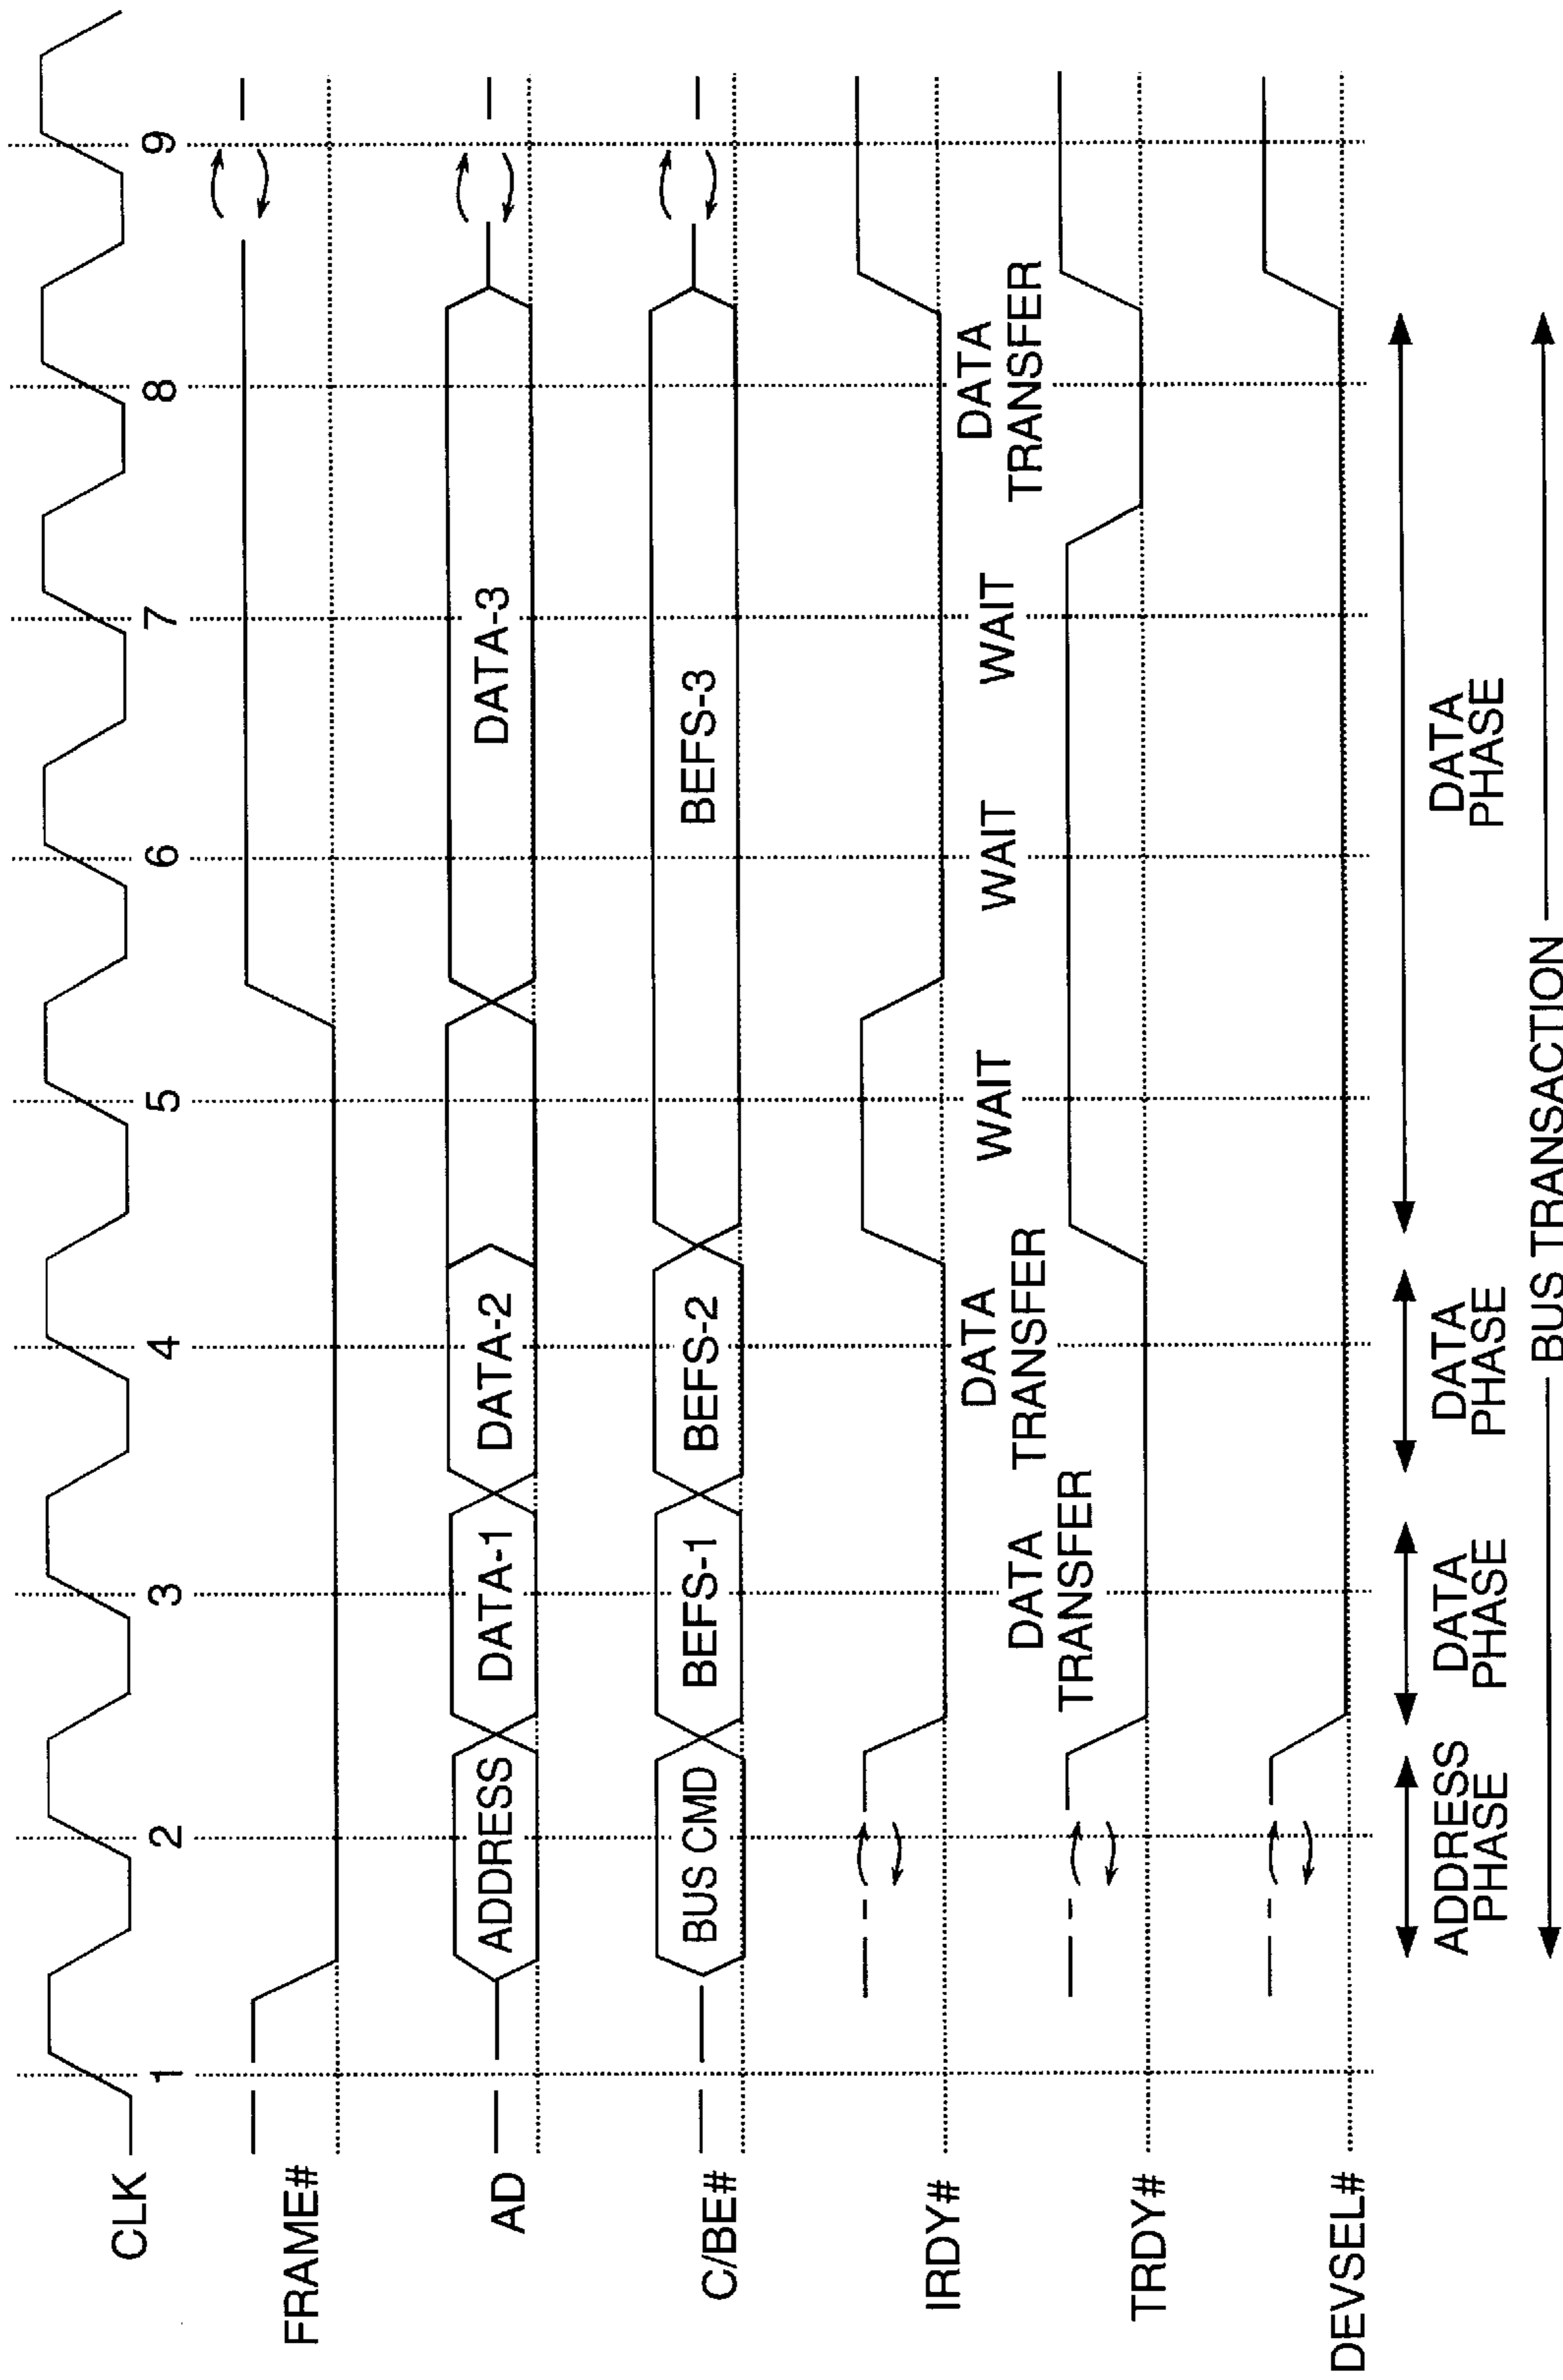 CLK
1
2
3
4
5
6
7
8
9
FRAME#
AD
ADDRESS
DATA-1
DATA-2
DATA-3
C/BE#
BUS CMD
BEFS-1
BEFS-2
BEFS-3
IRDY#
DATA
TRANSFER
DATA
TRANSFER
WAIT
WAIT
WAIT
DATA
TRANSFER
TRDY#
DEVSEL#
ADDRESS
PHASE
DATA
PHASE
DATA
PHASE
DATA
PHASE
BUS TRANSACTION